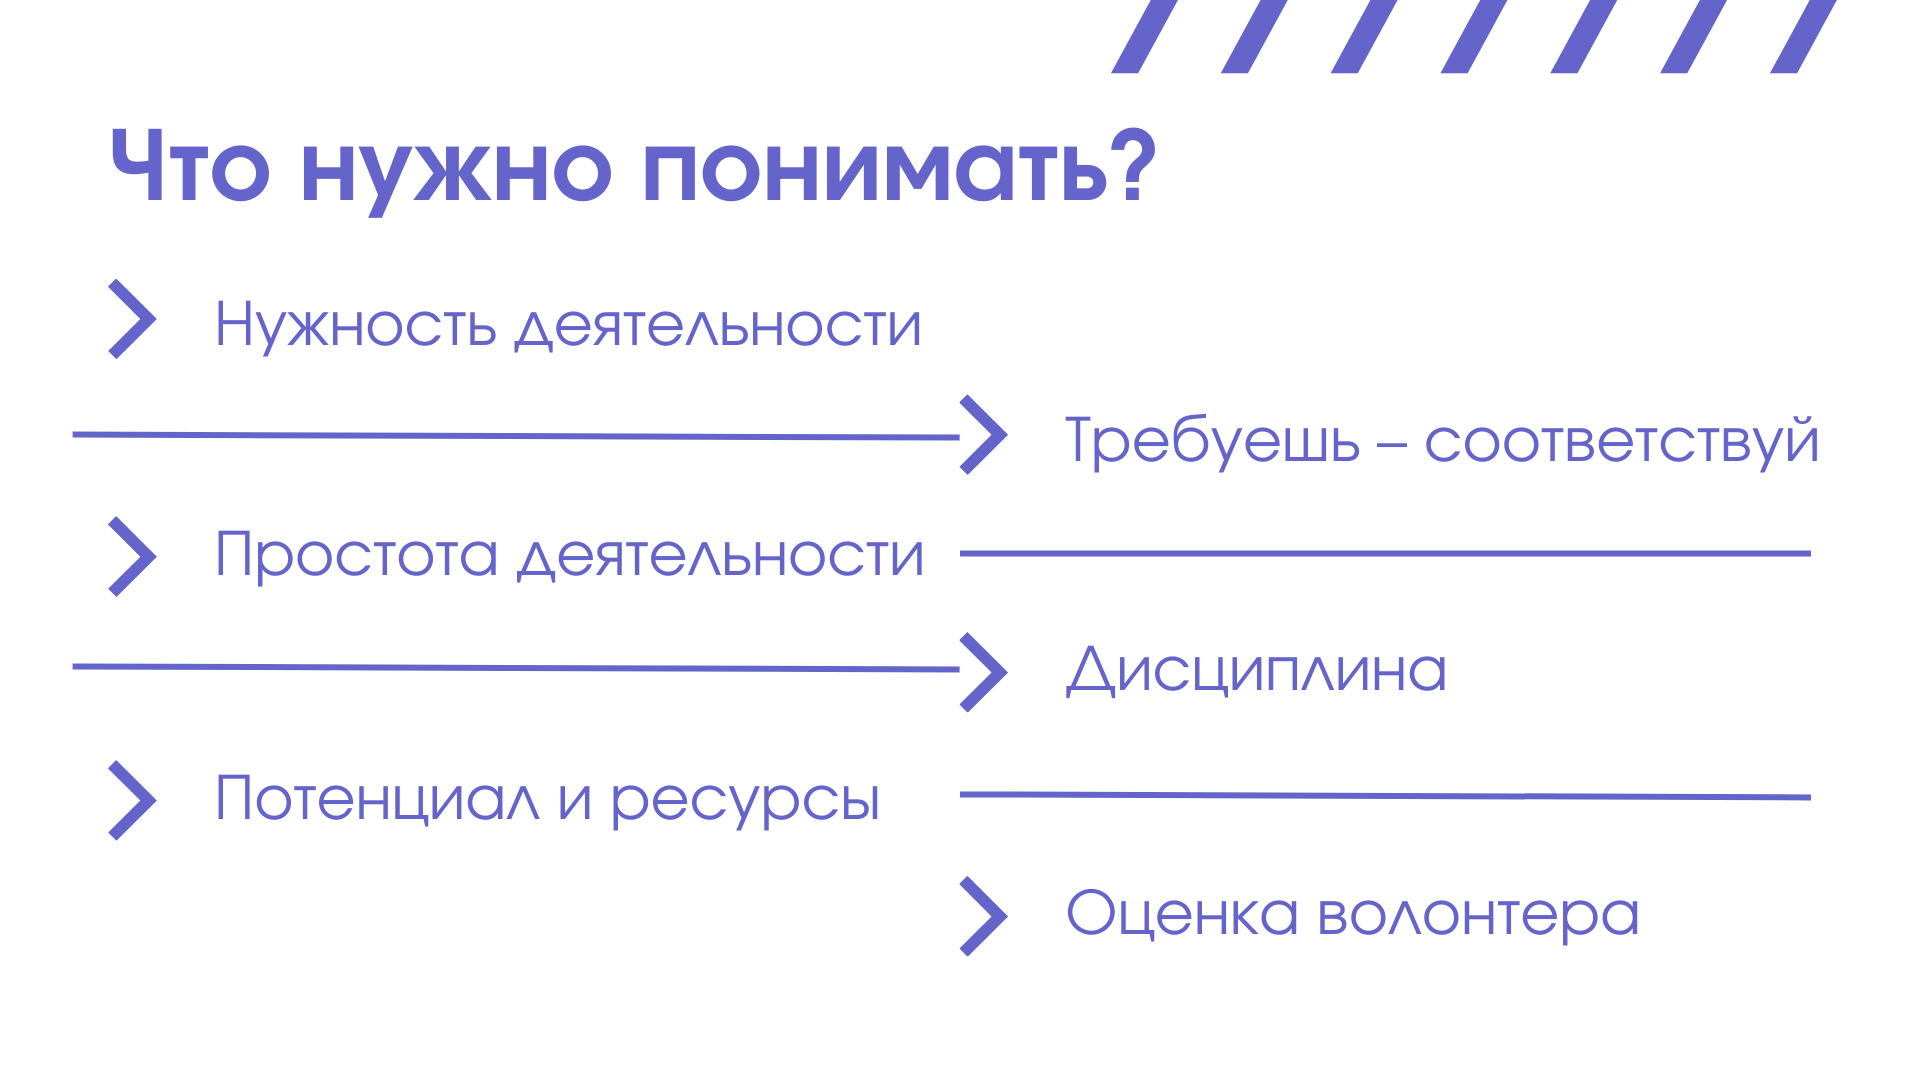 Что нужно понимать?
Нужность деятельности
Требуешь – соответствуй
Простота деятельности
Дисциплина
Потенциал и ресурсы
Оценка волонтера